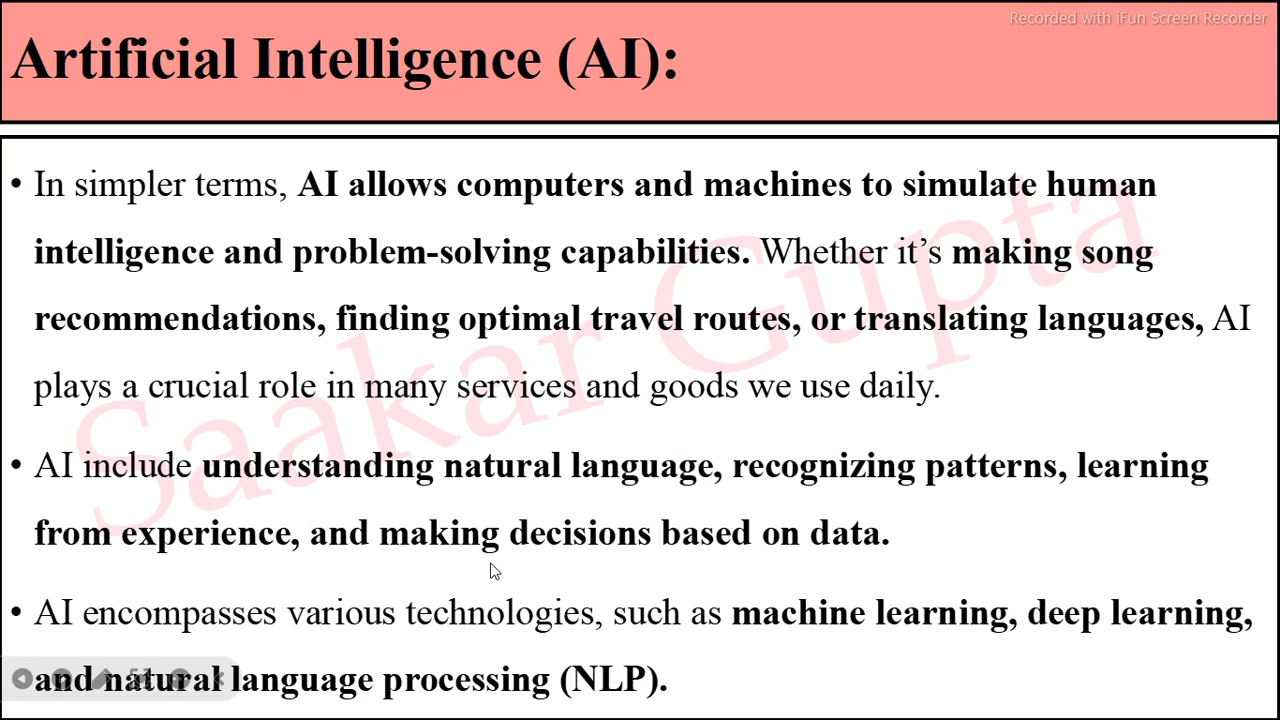 Recorded with iFun Screen Recorder
Artificial Intelligence (AI):
• In simpler terms, AI allows computers and machines to simulate human
intelligence and problem-solving capabilities. Whether it’s making song
recommendations, finding optimal travel routes, or translating languages, AI
plays a crucial role in many services and goods we use daily.
• AI include understanding natural language, recognizing patterns, learning
from experience, and making decisions based on data.
• AI encompasses various technologies, such as machine learning, deep learning,
and natural language processing (NLP).
Saakar Gupta